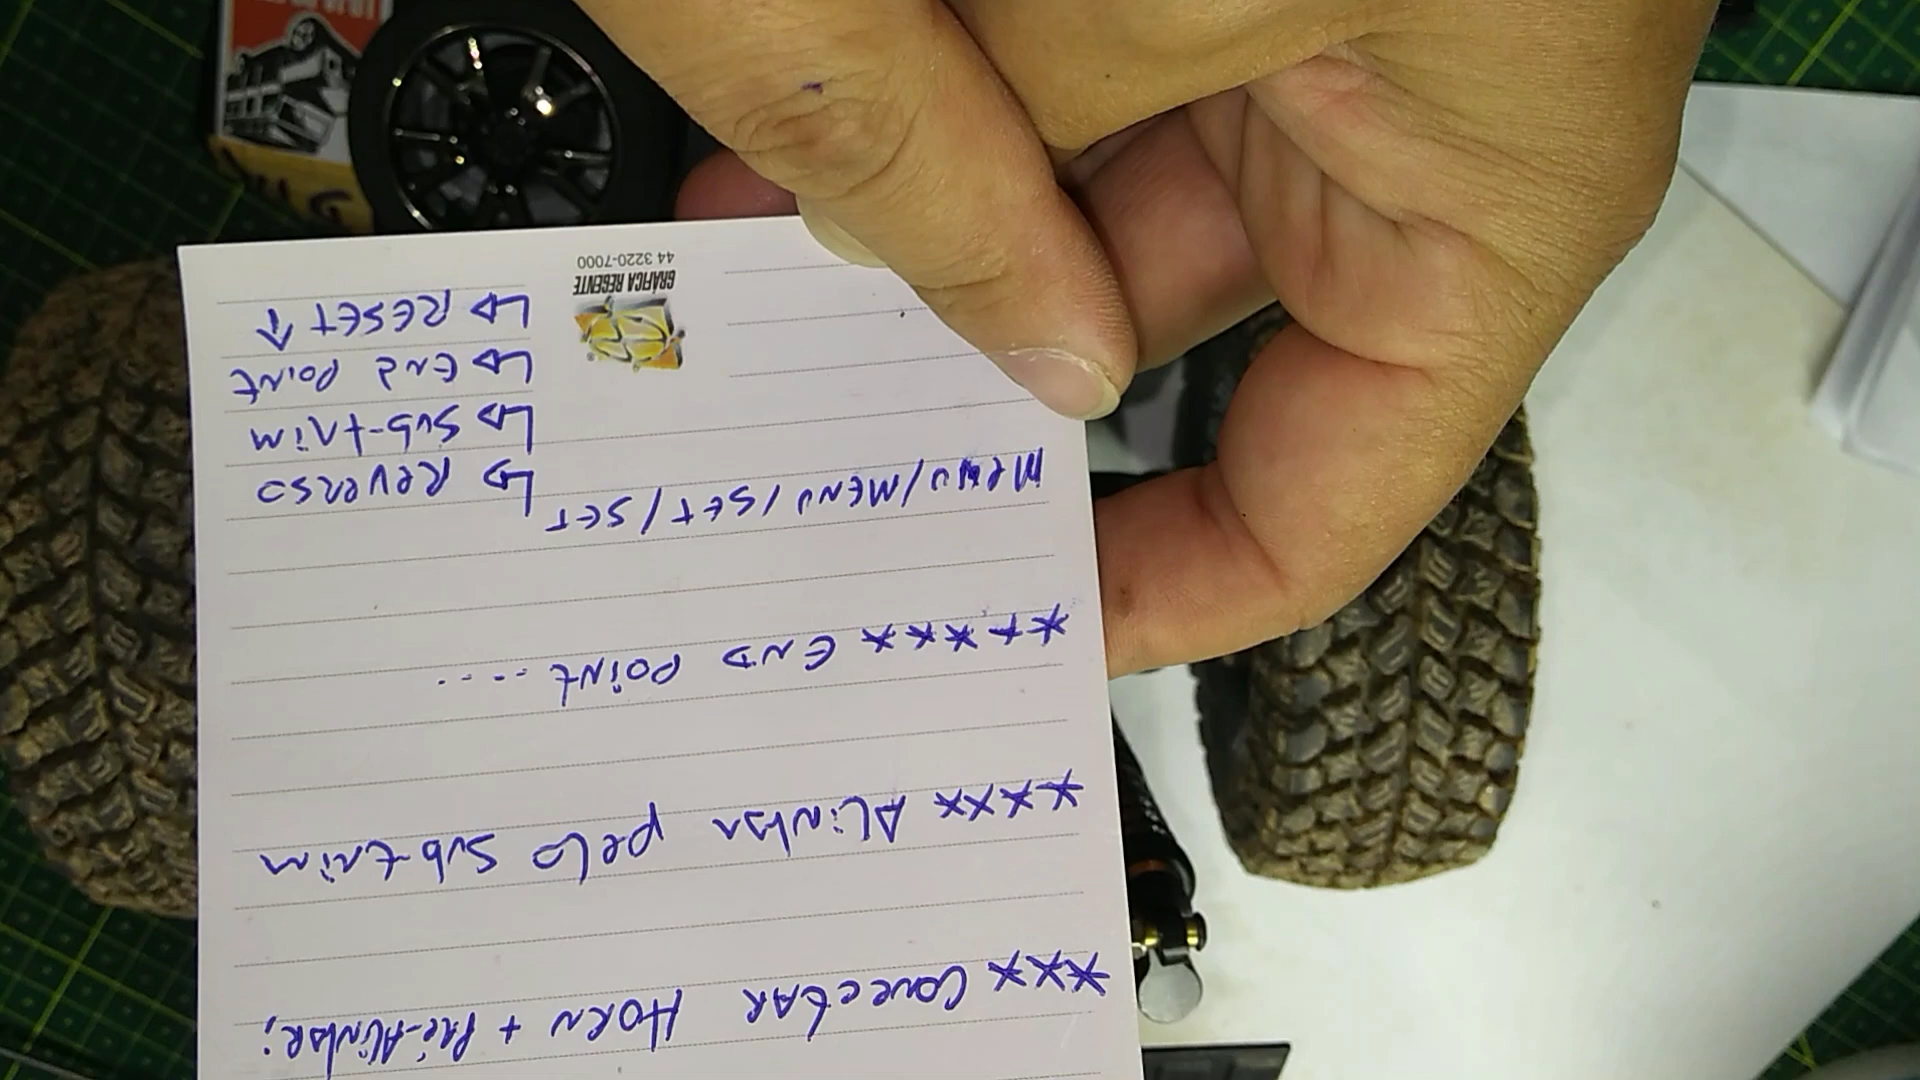 *** Conectar HORN + Pré-Alinhar;
**** Alinhar pelo sub-trim
***** END POINT ....
MENU/MENU/SET/SET
↳ REVERSO
↳ Sub-trim
↳ End POINT
↳ RESET ↑
GRÁFICA REGENTE
44 3220-7000